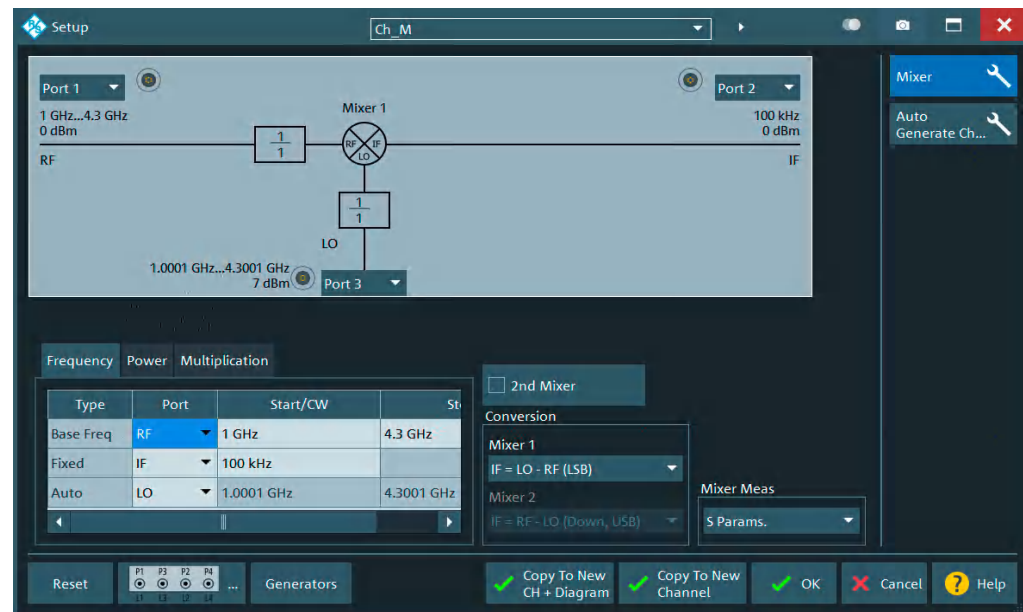 Setup
Ch_M
Port 1
1 GHz...4.3 GHz
0 dBm
RF
1
1
Mixer 1
RF
IF
LO
Port 2
100 kHz
0 dBm
IF
1
1
LO
1.0001 GHz...4.3001 GHz
7 dBm
Port 3
Mixer
Auto
Generate Ch...
Frequency
Power
Multiplication
Type
Port
Start/CW
Base Freq
RF
1 GHz
4.3 GHz
Fixed
IF
100 kHz
Auto
LO
1.0001 GHz
4.3001 GHz
2nd Mixer
Conversion
Mixer 1
IF = LO - RF (LSB)
Mixer 2
IF = RF - LO (Down, USB)
Mixer Meas
S Params.
Reset
P1 P3 P2 P4
...
Generators
Copy To New
CH + Diagram
Copy To New
Channel
OK
Cancel
? Help